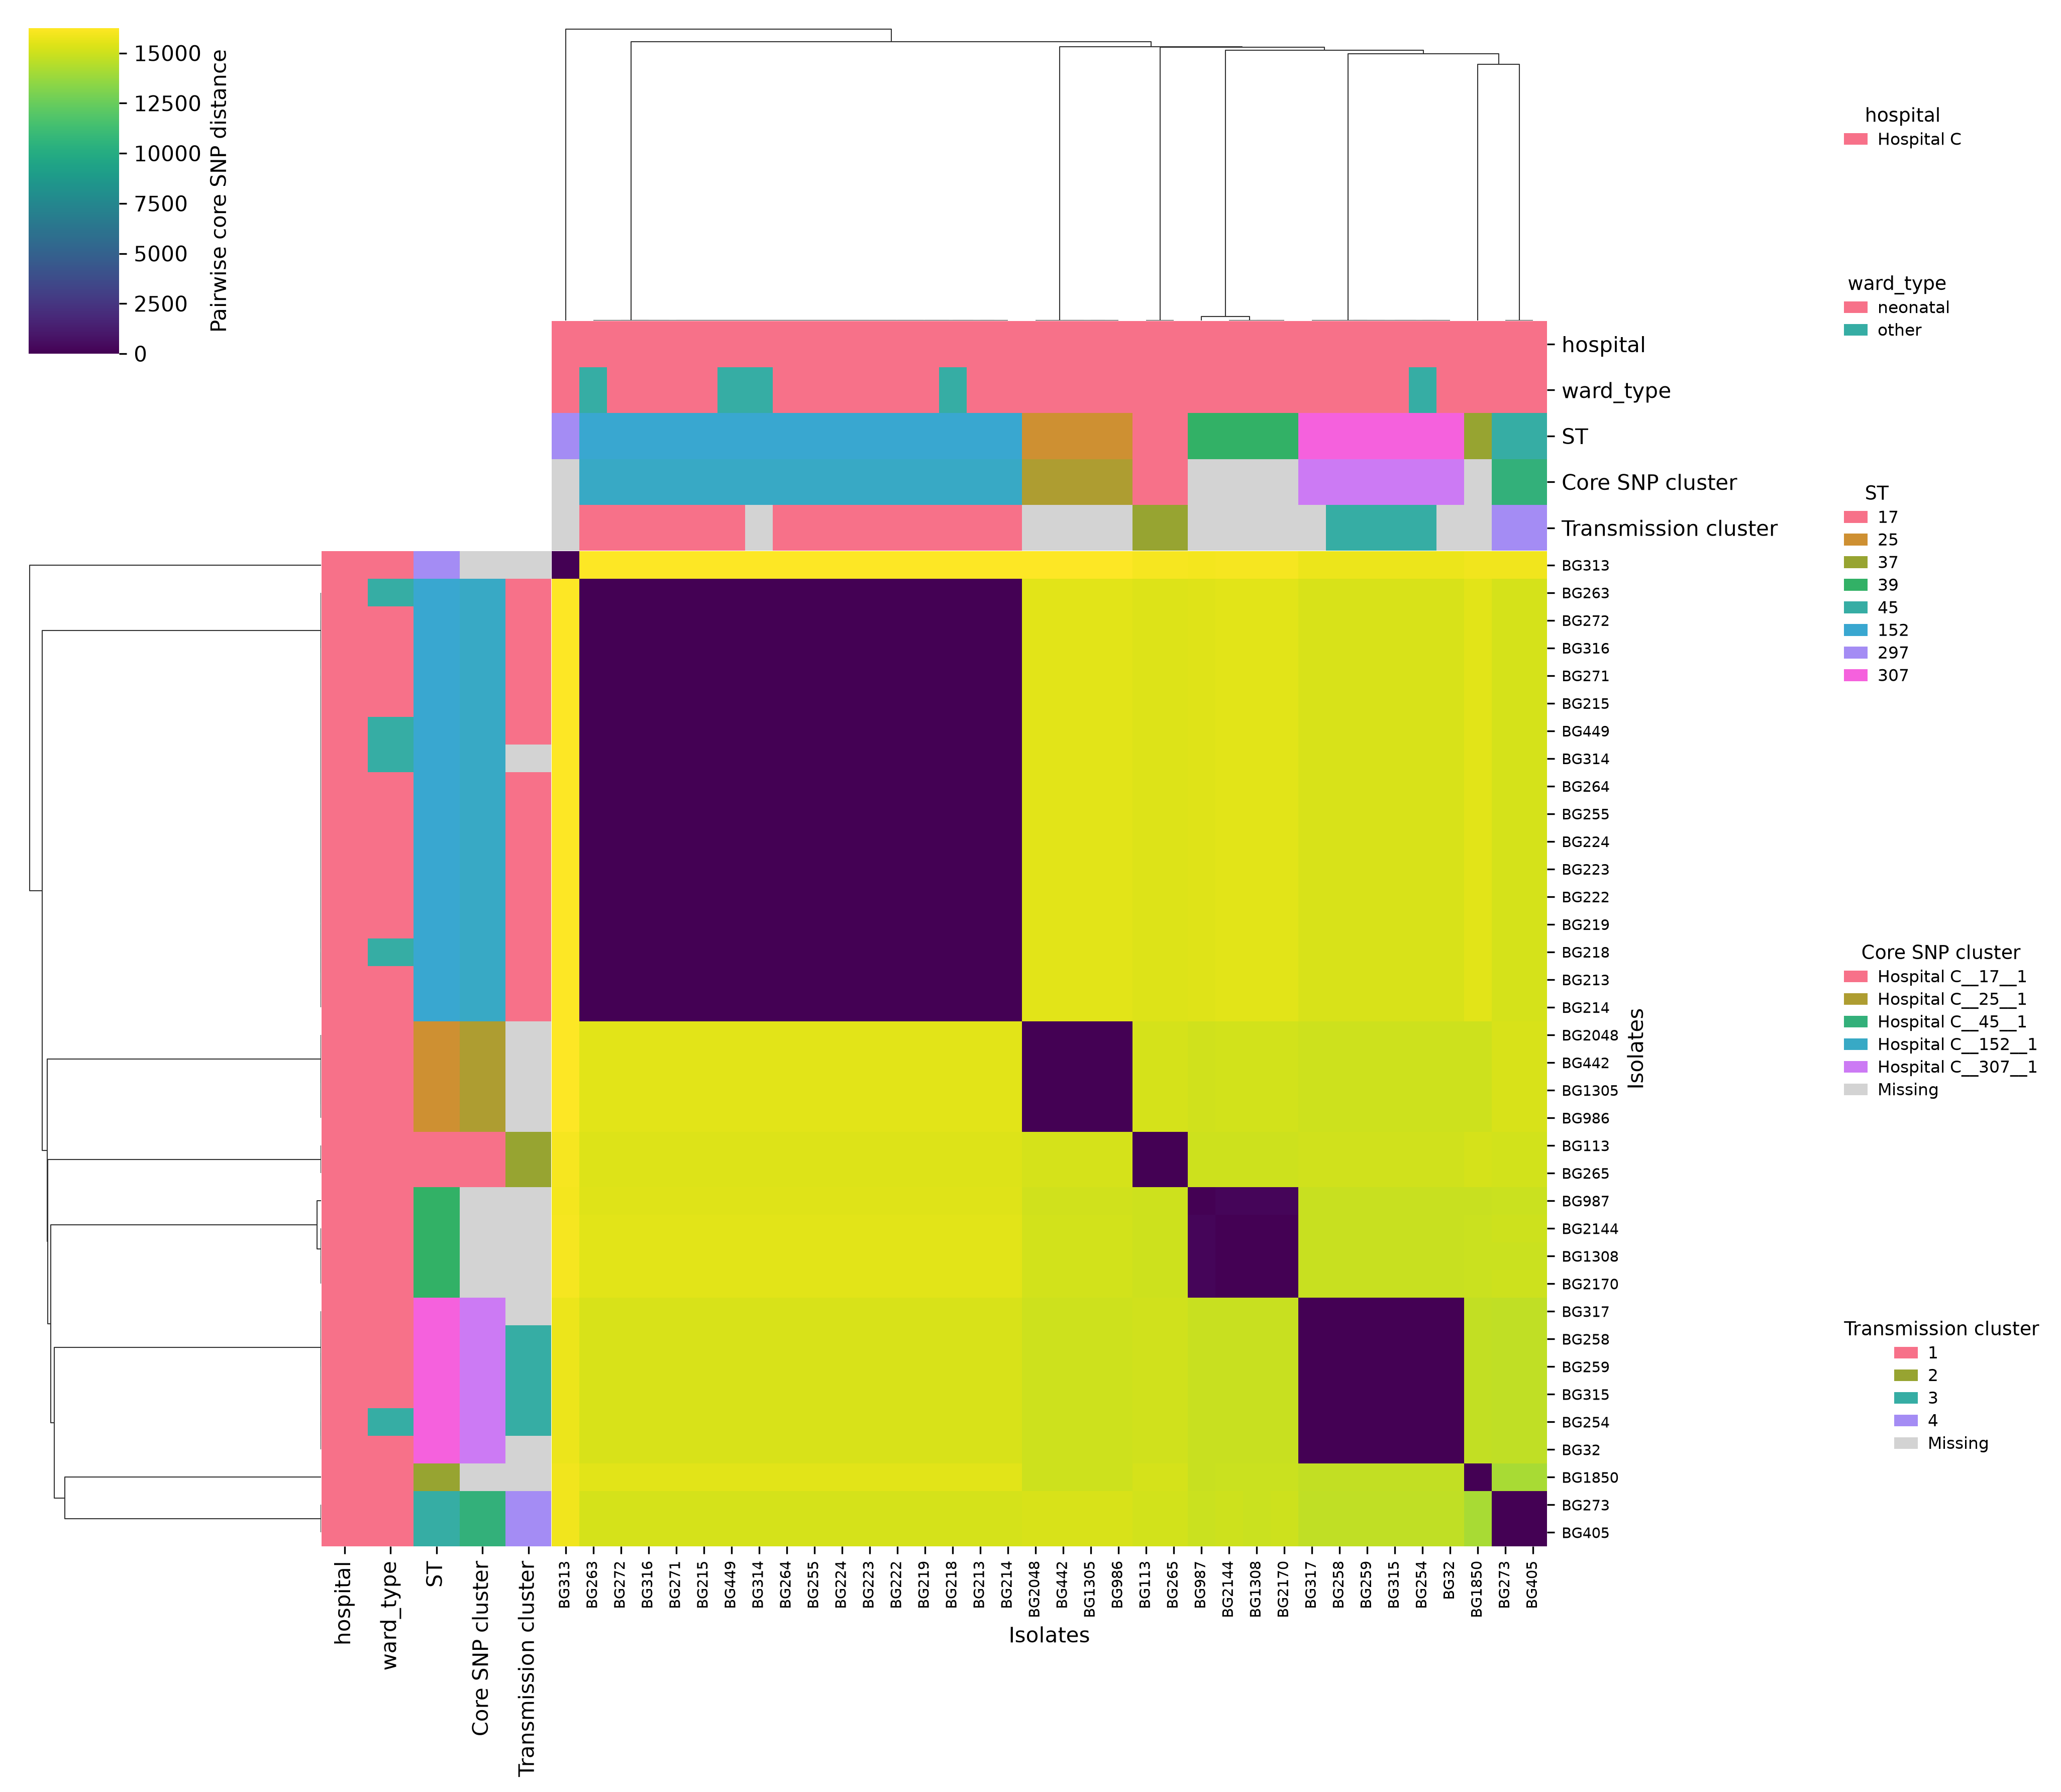 15000
12500
10000
7500
5000
2500
0
Pairwise core SNP distance
hospital
Hospital C
ward_type
neonatal
other
ST
17
25
37
39
45
152
297
307
Core SNP cluster
Hospital C__17__1
Hospital C__25__1
Hospital C__45__1
Hospital C__152__1
Hospital C__307__1
Missing
Transmission cluster
1
2
3
4
Missing
hospital
ward_type
ST
Core SNP cluster
Transmission cluster
BG313
BG263
BG272
BG316
BG271
BG215
BG449
BG314
BG264
BG255
BG224
BG223
BG222
BG219
BG218
BG213
BG214
BG2048
BG442
BG1305
BG986
BG113
BG265
BG987
BG2144
BG1308
BG2170
BG317
BG258
BG259
BG315
BG254
BG32
BG1850
BG273
BG405
Isolates
hospital
ward_type
ST
Core SNP cluster
Transmission cluster
BG313
BG263
BG272
BG316
BG271
BG215
BG449
BG314
BG264
BG255
BG224
BG223
BG222
BG219
BG218
BG213
BG214
BG2048
BG442
BG1305
BG986
BG113
BG265
BG987
BG2144
BG1308
BG2170
BG317
BG258
BG259
BG315
BG254
BG32
BG1850
BG273
BG405
Isolates